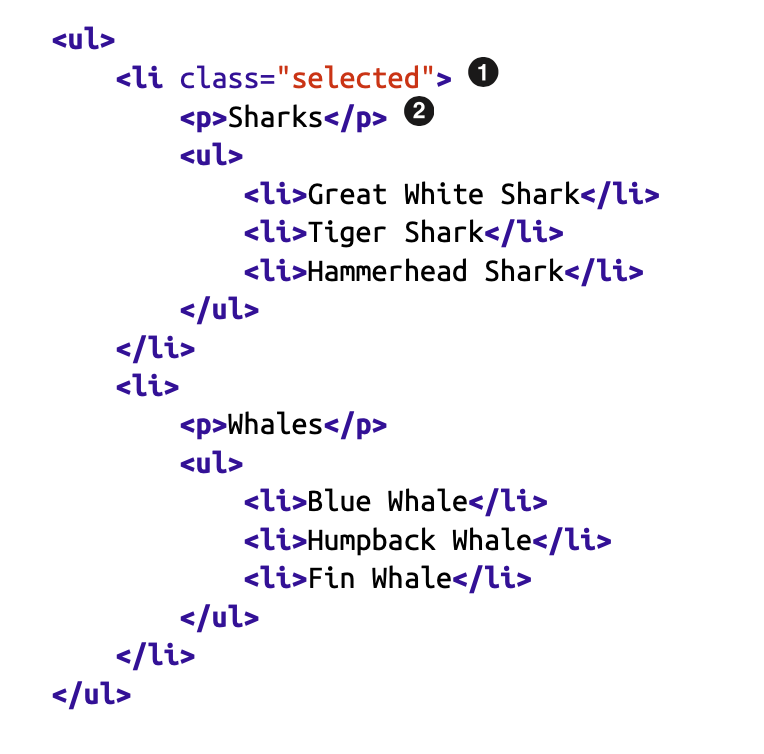 <ul>
<li class="selected"> ❶
<p>Sharks</p> ❷
<ul>
<li>Great White Shark</li>
<li>Tiger Shark</li>
<li>Hammerhead Shark</li>
</ul>
</li>
<li>
<p>Whales</p>
<ul>
<li>Blue Whale</li>
<li>Humpback Whale</li>
<li>Fin Whale</li>
</ul>
</li>
</ul>